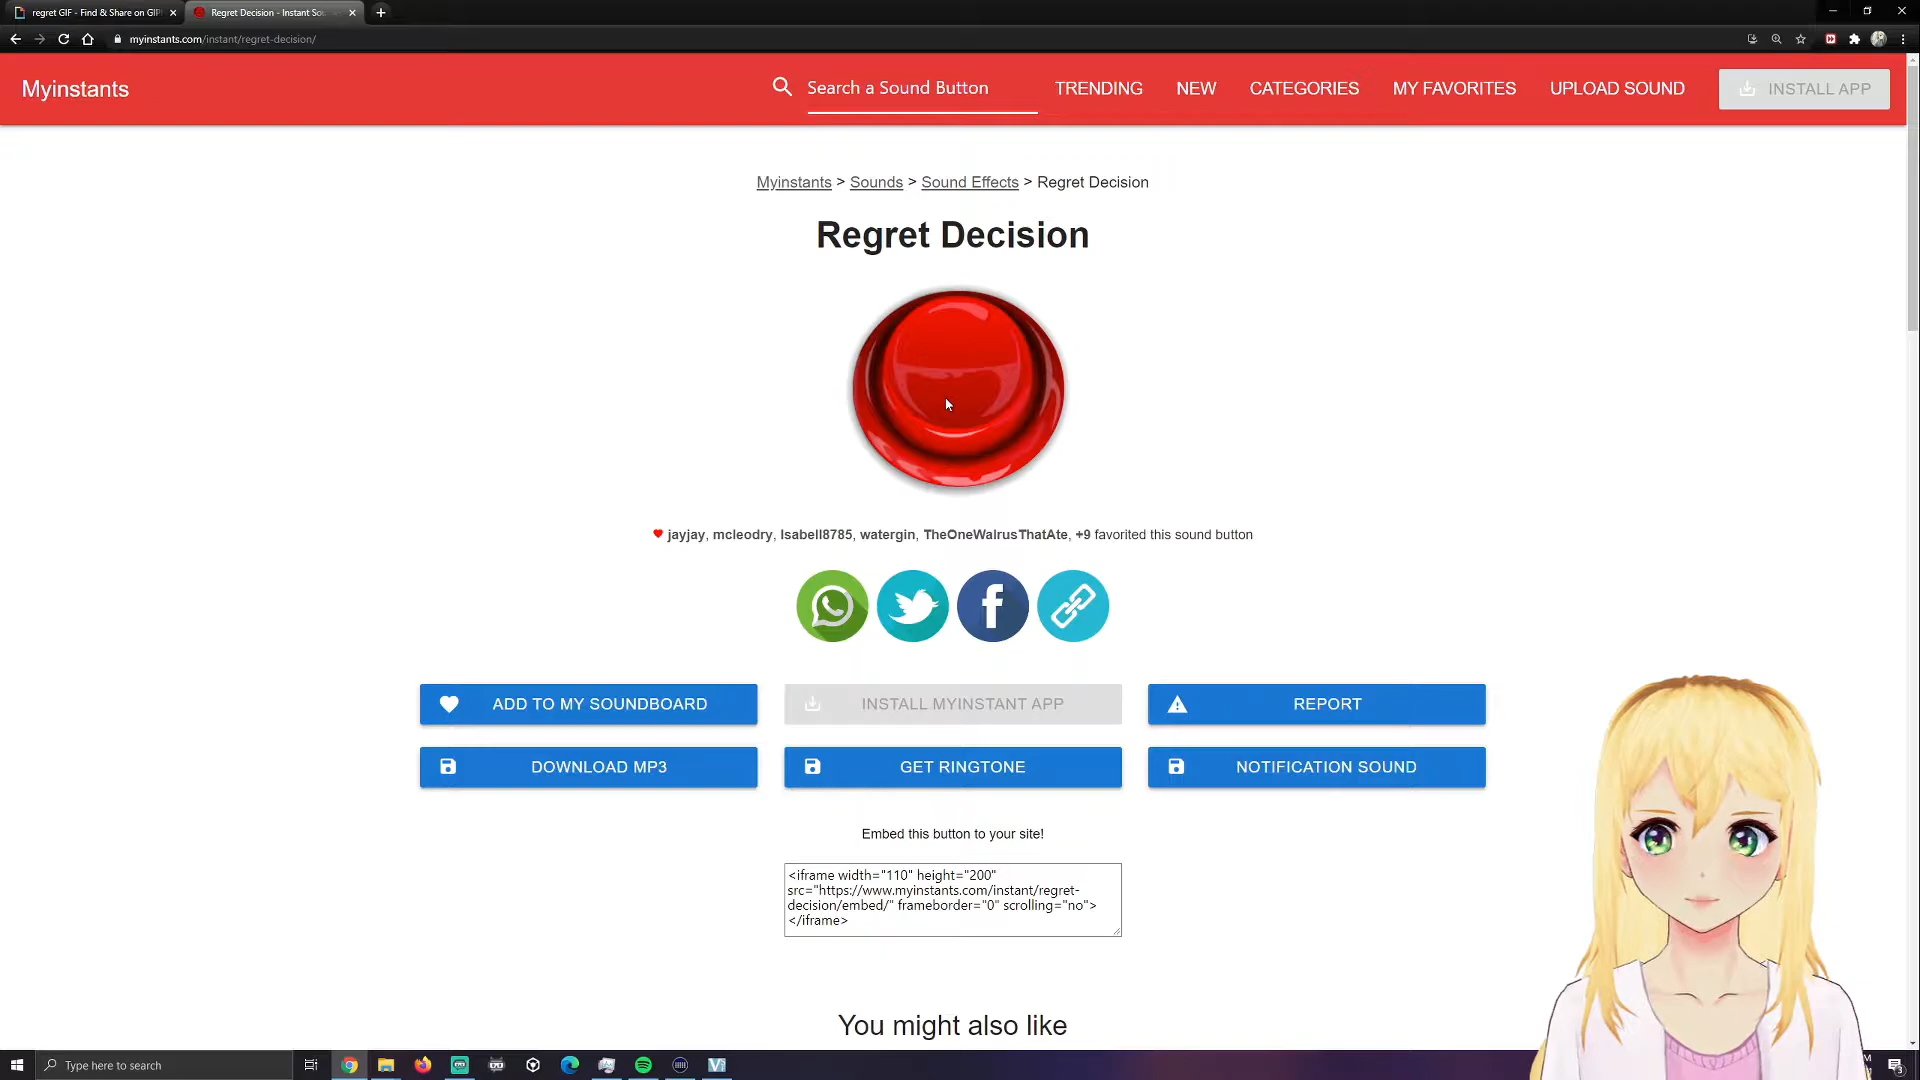 regret GIF - Find & Share on GIP
Regret Decision - Instant Sou
myinstants.com/instant/regret-decision/
Myinstants
Search a Sound Button
TRENDING
NEW
CATEGORIES
MY FAVORITES
UPLOAD SOUND
INSTALL APP
Myinstants > Sounds > Sound Effects > Regret Decision
Regret Decision
jayjay, mcleodry, Isabell8785, watergin, TheOneWalrusThatAte, +9 favorited this sound button
ADD TO MY SOUNDBOARD
INSTALL MYINSTANT APP
REPORT
DOWNLOAD MP3
GET RINGTONE
NOTIFICATION SOUND
Embed this button to your site!
<iframe width="110" height="200"
src="https://www.myinstants.com/instant/regret-
decision/embed/" frameborder="0" scrolling="no">
</iframe>
You might also like
Type here to search